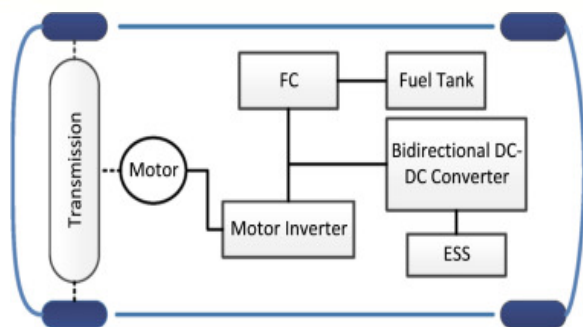 Transmission
Motor
FC
Fuel Tank
Bidirectional DC-
DC Converter
Motor Inverter
ESS